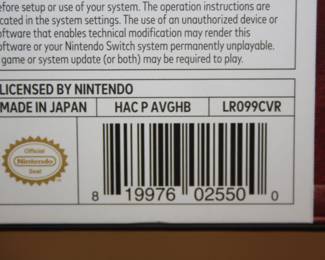 efore setup or use of your system. The operation instructions are
cated in the system settings. The use of an unauthorized device or
oftware that enables technical modification may render this
oftware or your Nintendo Switch system permanently unplayable.
game or system update (or both) may be required to play.
LICENSED BY NINTENDO
MADE IN JAPAN HAC P AVGHB LR099CVR
Official
Nintendo
Seal
8 19976 02550 0